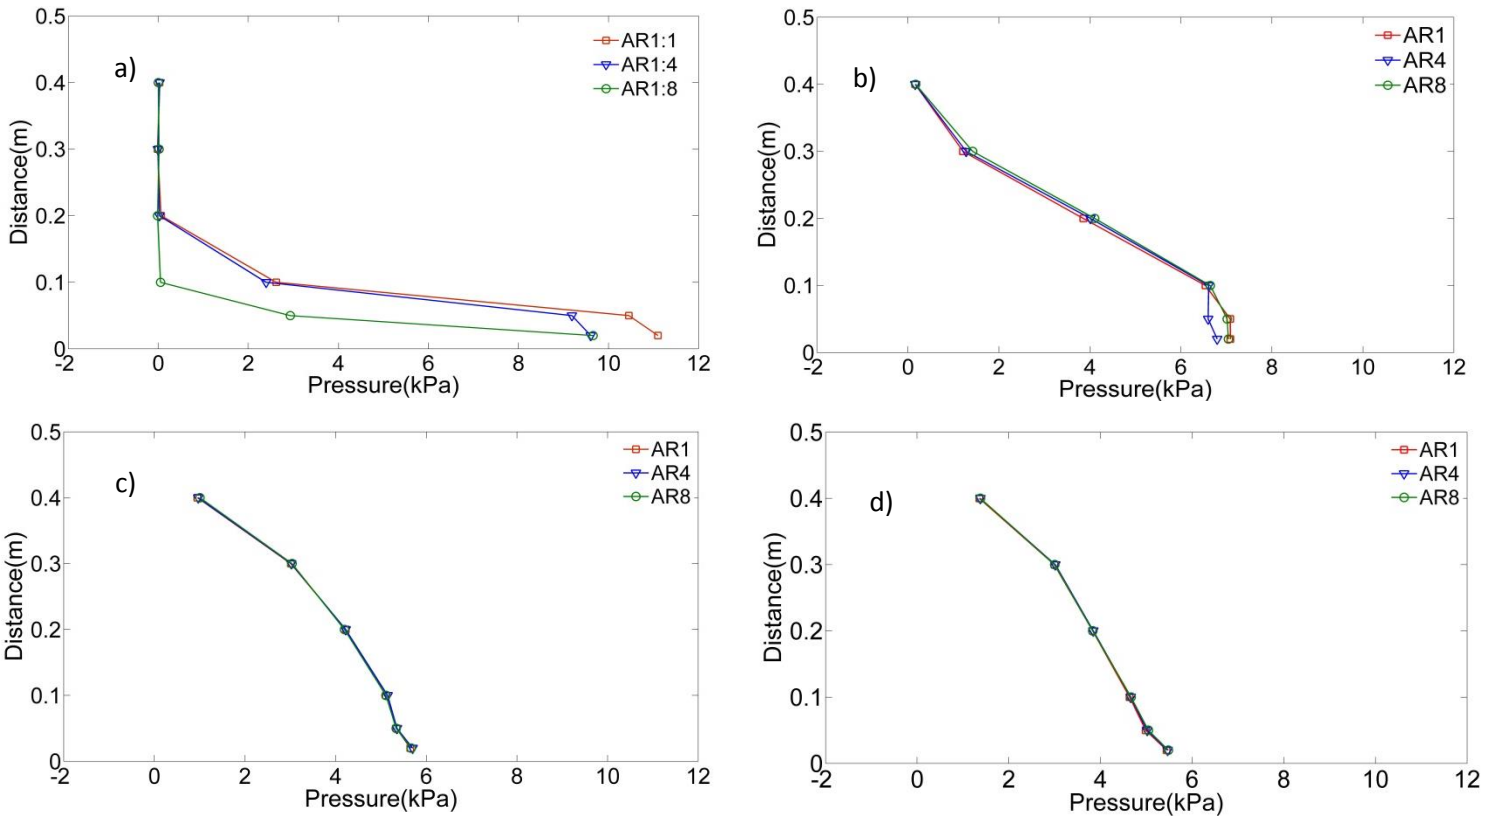 a)
AR1:1
AR1:4
AR1:8
0.5
0.4
0.3
0.2
0.1
0
Distance(m)
-2 0 2 4 6 8 10 12
Pressure(kPa)
b)
AR1
AR4
AR8
0.5
0.4
0.3
0.2
0.1
0
Distance(m)
-2 0 2 4 6 8 10 12
Pressure(kPa)
c)
AR1
AR4
AR8
0.5
0.4
0.3
0.2
0.1
0
Distance(m)
-2 0 2 4 6 8 10 12
Pressure(kPa)
d)
AR1
AR4
AR8
0.5
0.4
0.3
0.2
0.1
0
Distance(m)
-2 0 2 4 6 8 10 12
Pressure(kPa)